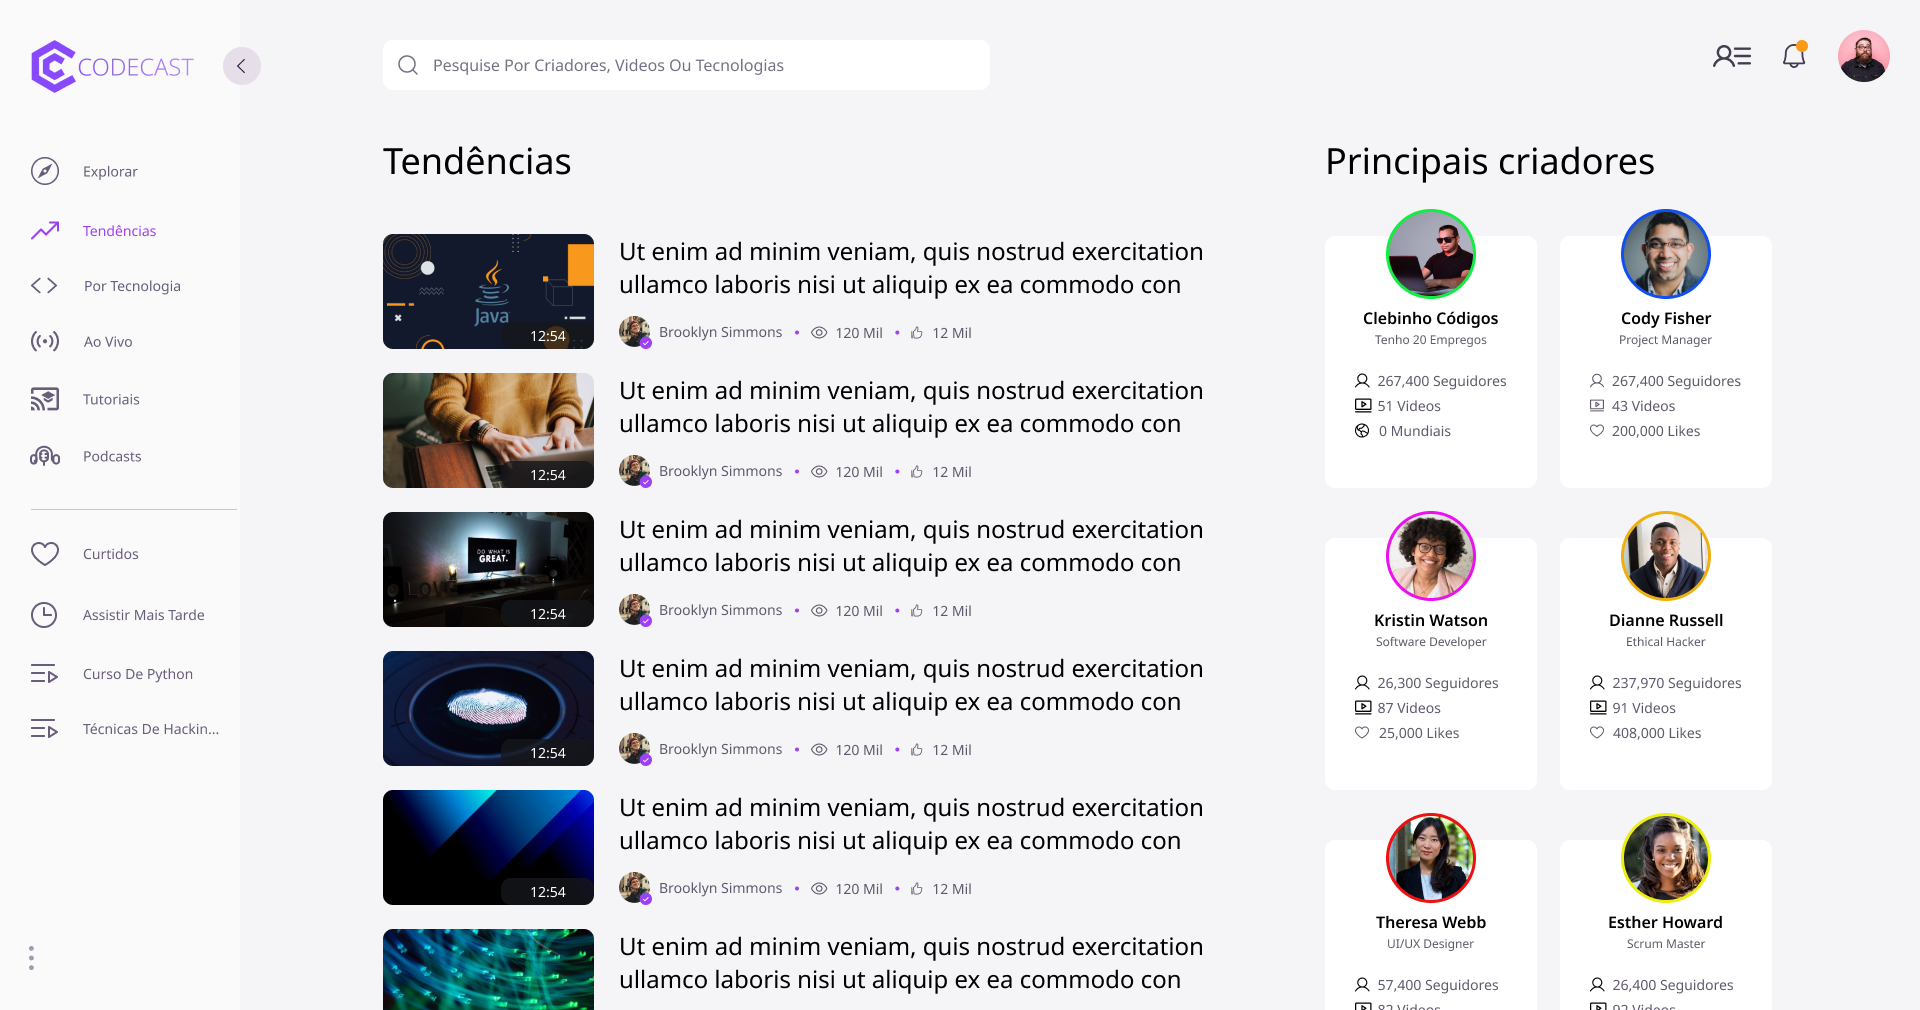 CODECAST
Pesquise Por Criadores, Videos Ou Tecnologias
Explorar
Tendências
Por Tecnologia
Ao Vivo
Tutoriais
Podcasts
Curtidos
Assistir Mais Tarde
Curso De Python
Técnicas De Hackin...
Tendências
Java
12:54
Ut enim ad minim veniam, quis nostrud exercitation
ullamco laboris nisi ut aliquip ex ea commodo con
Brooklyn Simmons • 120 Mil • 12 Mil
12:54
Ut enim ad minim veniam, quis nostrud exercitation
ullamco laboris nisi ut aliquip ex ea commodo con
Brooklyn Simmons • 120 Mil • 12 Mil
DO WHAT IS
GREAT.
LOVE
12:54
Ut enim ad minim veniam, quis nostrud exercitation
ullamco laboris nisi ut aliquip ex ea commodo con
Brooklyn Simmons • 120 Mil • 12 Mil
12:54
Ut enim ad minim veniam, quis nostrud exercitation
ullamco laboris nisi ut aliquip ex ea commodo con
Brooklyn Simmons • 120 Mil • 12 Mil
12:54
Ut enim ad minim veniam, quis nostrud exercitation
ullamco laboris nisi ut aliquip ex ea commodo con
Brooklyn Simmons • 120 Mil • 12 Mil
Ut enim ad minim veniam, quis nostrud exercitation
ullamco laboris nisi ut aliquip ex ea commodo con
Principais criadores
Clebinho Códigos
Tenho 20 Empregos
267,400 Seguidores
51 Videos
0 Mundiais
Cody Fisher
Project Manager
267,400 Seguidores
43 Videos
200,000 Likes
Kristin Watson
Software Developer
26,300 Seguidores
87 Videos
25,000 Likes
Dianne Russell
Ethical Hacker
237,970 Seguidores
91 Videos
408,000 Likes
Theresa Webb
UI/UX Designer
57,400 Seguidores
82 Videos
Esther Howard
Scrum Master
26,400 Seguidores
92 Videos